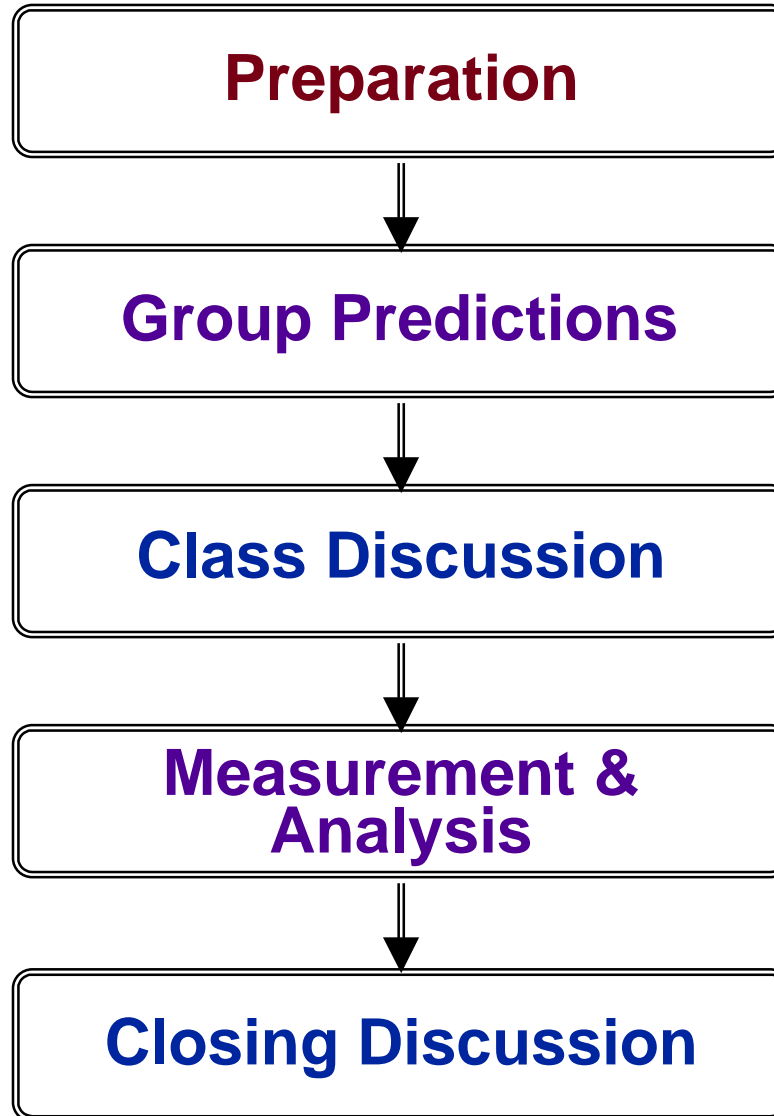 Preparation
Group Predictions
Class Discussion
Measurement &
Analysis
Closing Discussion